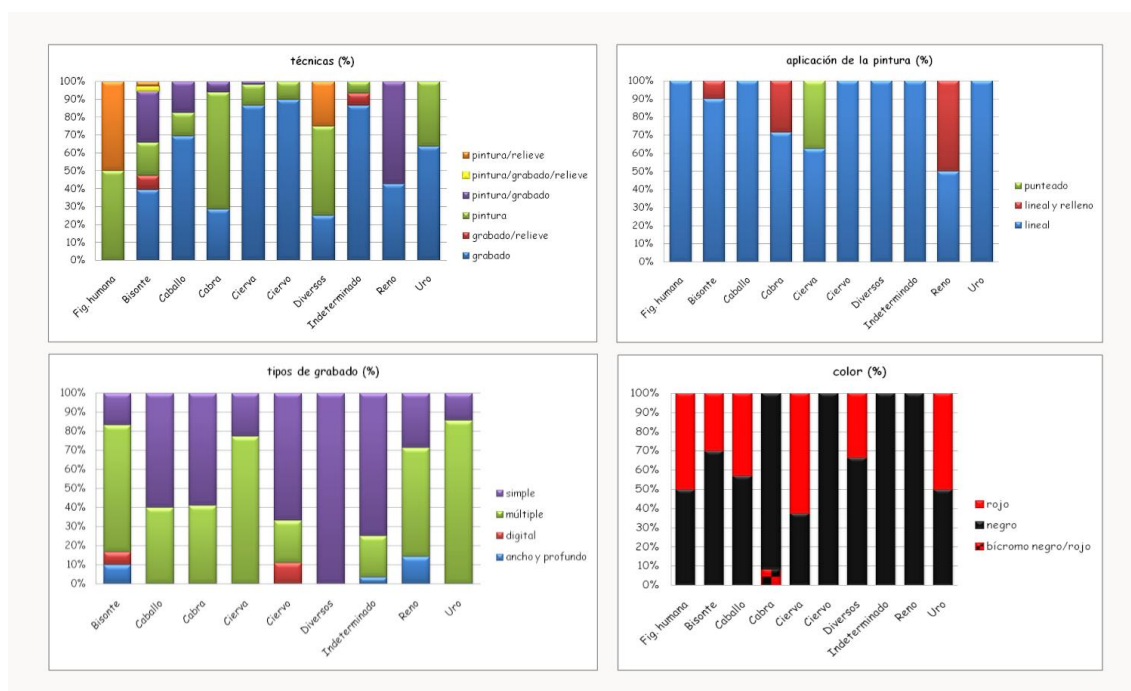 técnicas (%)
100%
90%
80%
70%
60%
50%
40%
30%
20%
10%
0%
Fig. humana
Bisonte
Caballo
Cabra
Cierva
Ciervo
Diversos
Indeterminado
Reno
Uro
pintura/relieve
pintura/grabado/relieve
pintura/grabado
pintura
grabado/relieve
grabado
aplicación de la pintura (%)
100%
90%
80%
70%
60%
50%
40%
30%
20%
10%
0%
Fig. humana
Bisonte
Caballo
Cabra
Cierva
Ciervo
Diversos
Indeterminado
Reno
Uro
punteado
lineal y relleno
lineal
tipos de grabado (%)
100%
90%
80%
70%
60%
50%
40%
30%
20%
10%
0%
Bisonte
Caballo
Cabra
Cierva
Ciervo
Diversos
Indeterminado
Reno
Uro
simple
múltiple
digital
ancho y profundo
color (%)
100%
90%
80%
70%
60%
50%
40%
30%
20%
10%
0%
Fig. humana
Bisonte
Caballo
Cabra
Cierva
Ciervo
Diversos
Indeterminado
Reno
Uro
rojo
negro
bícromo negro/rojo